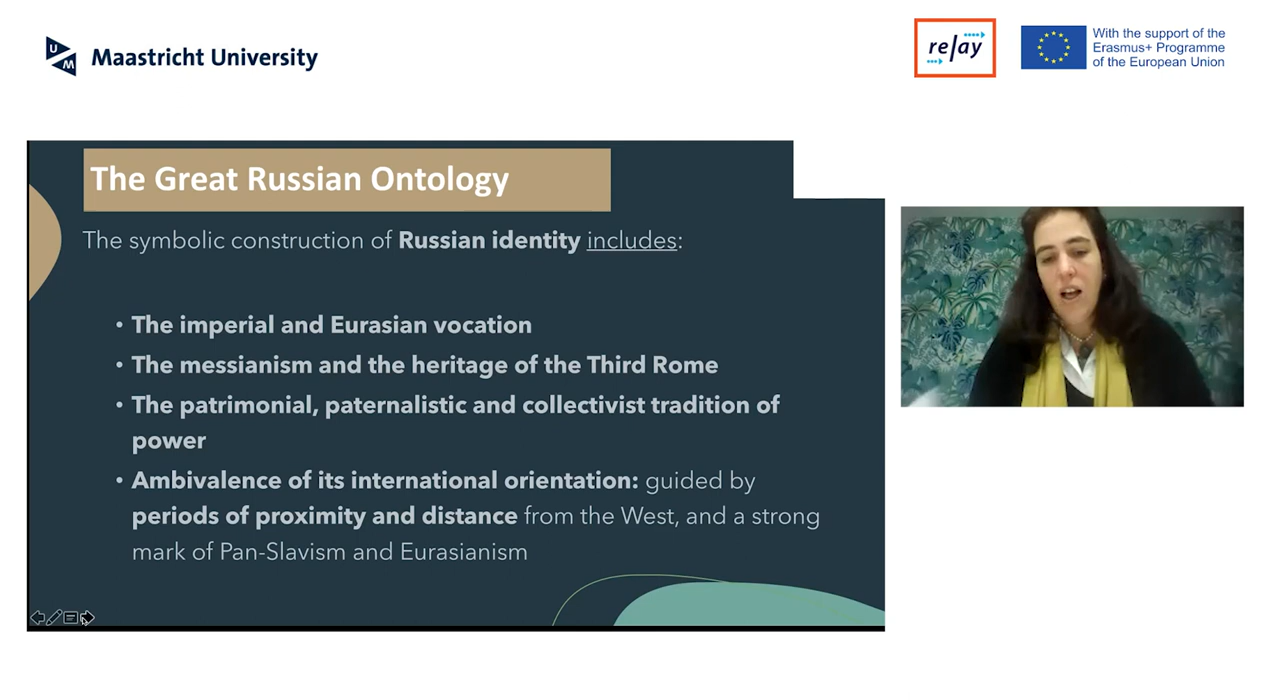 UM
Maastricht University
relay
With the support of the
Erasmus+ Programme
of the European Union
The Great Russian Ontology
The symbolic construction of Russian identity includes:
• The imperial and Eurasian vocation
• The messianism and the heritage of the Third Rome
• The patrimonial, paternalistic and collectivist tradition of
power
• Ambivalence of its international orientation: guided by
periods of proximity and distance from the West, and a strong
mark of Pan-Slavism and Eurasianism